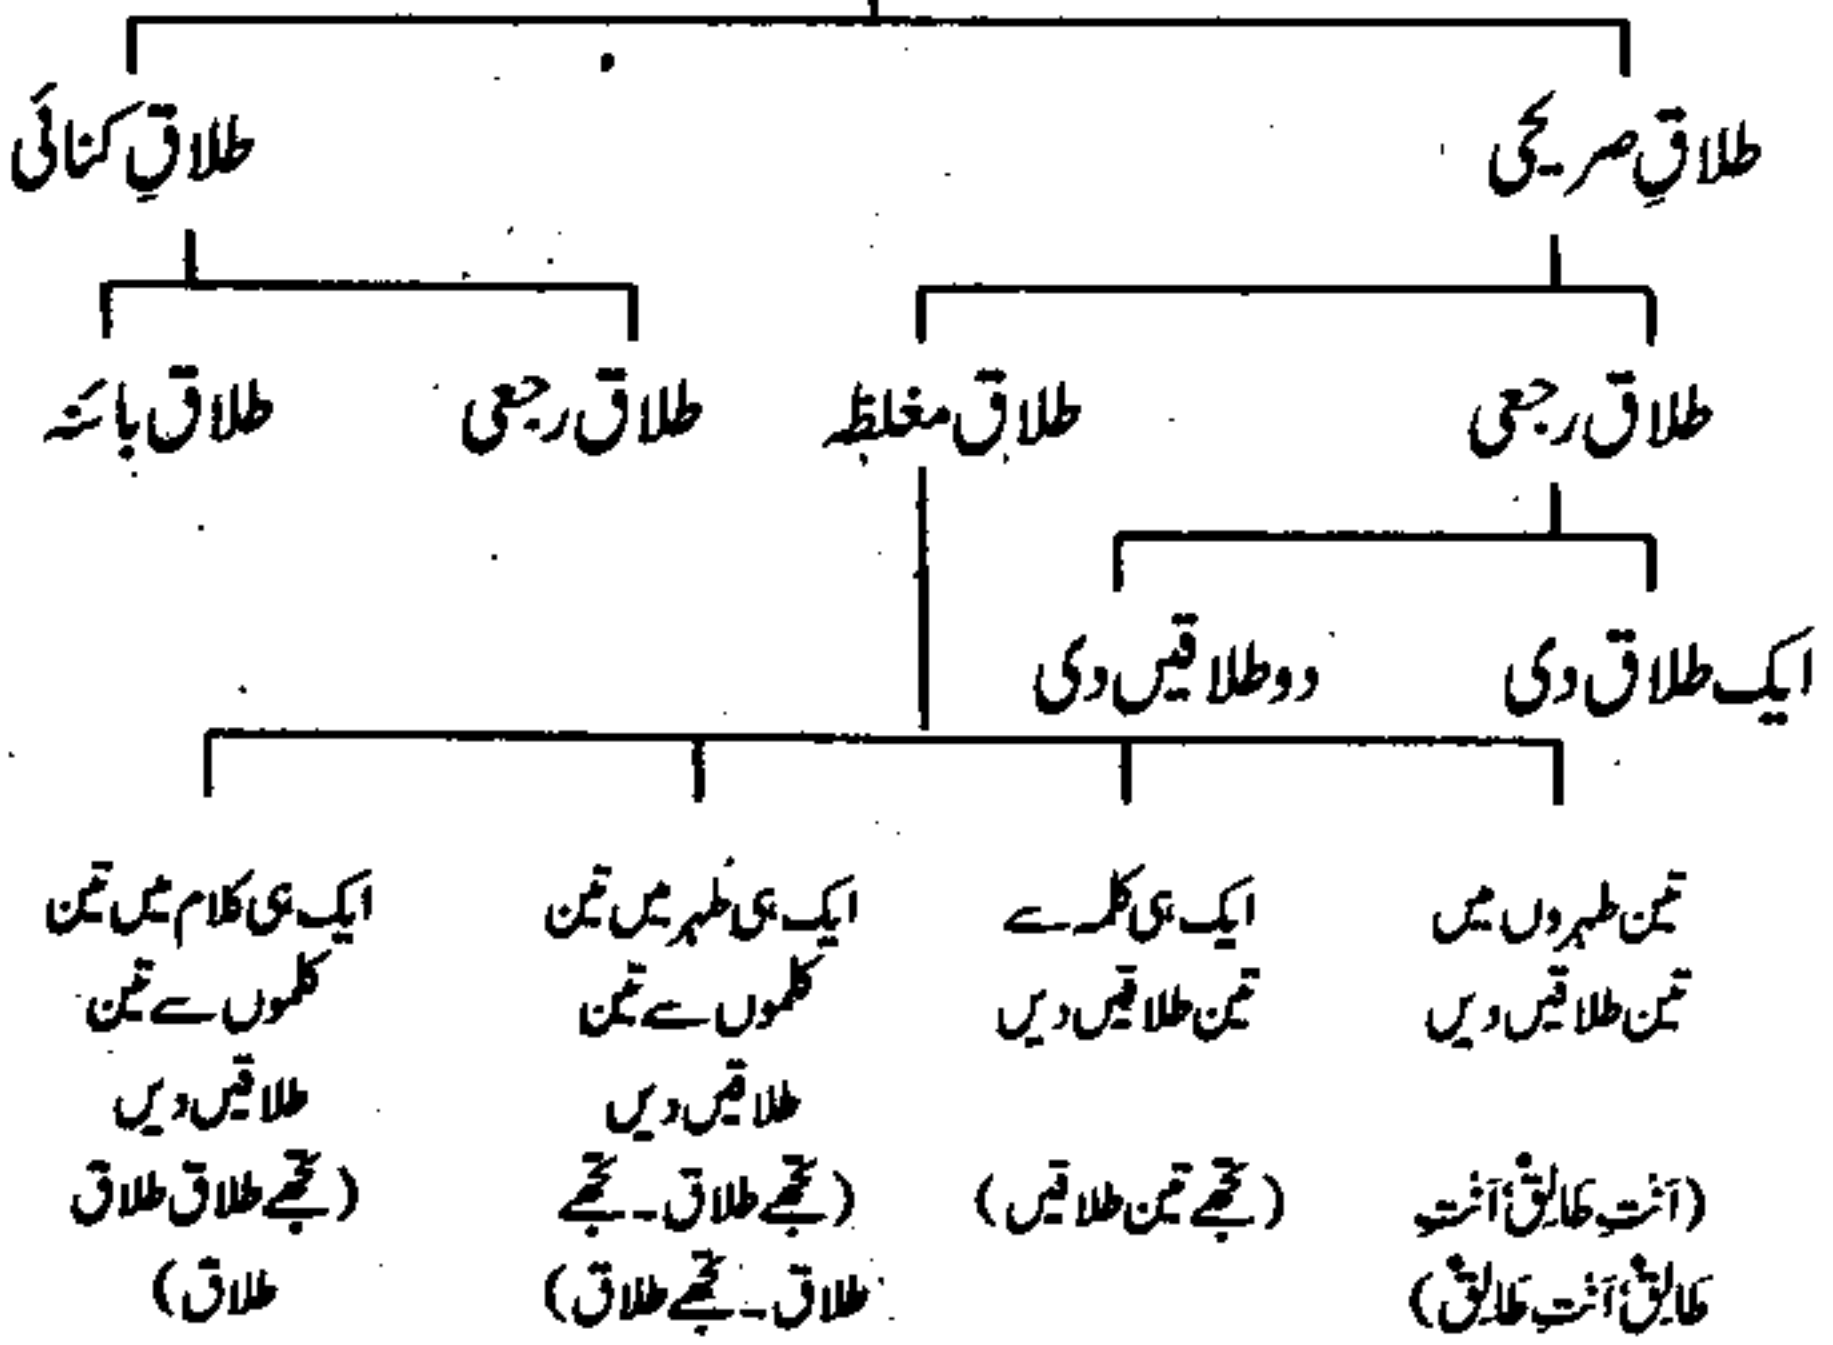 طلاقِ صریحی
طلاقِ کنائی
طلاق رجعی
طلاق مغلظہ
طلاق رجعی
طلاق بائنہ
ایک طلاق دی
دو طلاقیں دی
تین طہروں میں
تین طلاقیں دیں
(اَنْتِ طَالِقٌ اَنْتِ
طَالِقٌ اَنْتِ طَالِقٌ)
ایک ہی کلمہ سے
تین طلاقیں دیں
(تجھے تین طلاقیں)
ایک ہی طُہر میں تین
کلموں سے تین
طلاقیں دیں
(تجھے طلاق۔ تجھے
طلاق۔ تجھے طلاق)
ایک ہی کلام میں تین
کلموں سے تین
طلاقیں دیں
(تجھے طلاق طلاق
طلاق)